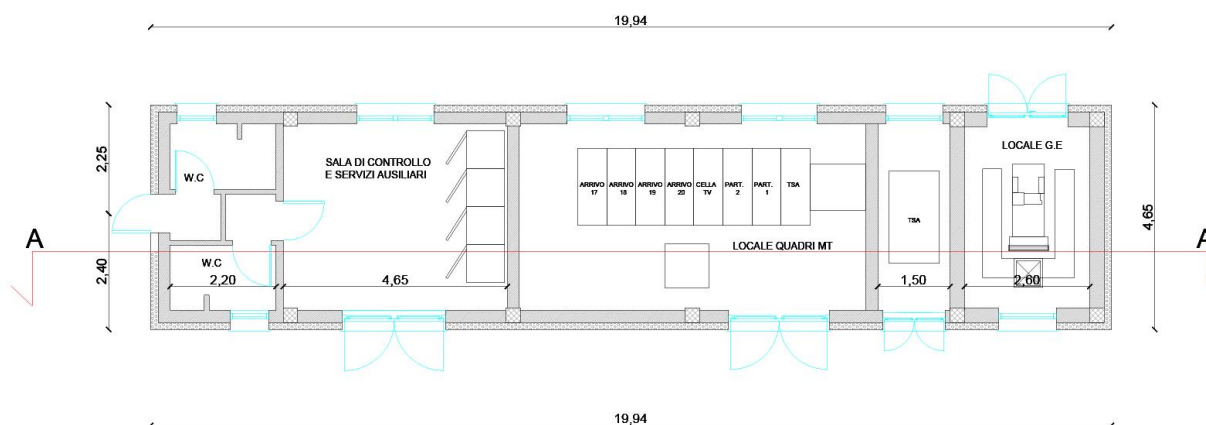 19,94
LOCALE G.E
SALA DI CONTROLLO
E SERVIZI AUSILIARI
2,25
W.C
ARRIVO
17
ARRIVO
18
ARRIVO
19
ARRIVO
20
CELLA
TV
PART.
2
PART.
1
TSA
TSA
4,65
A
LOCALE QUADRI MT
A
2,40
W.C
2,20
4,65
1,50
2,60
19,94